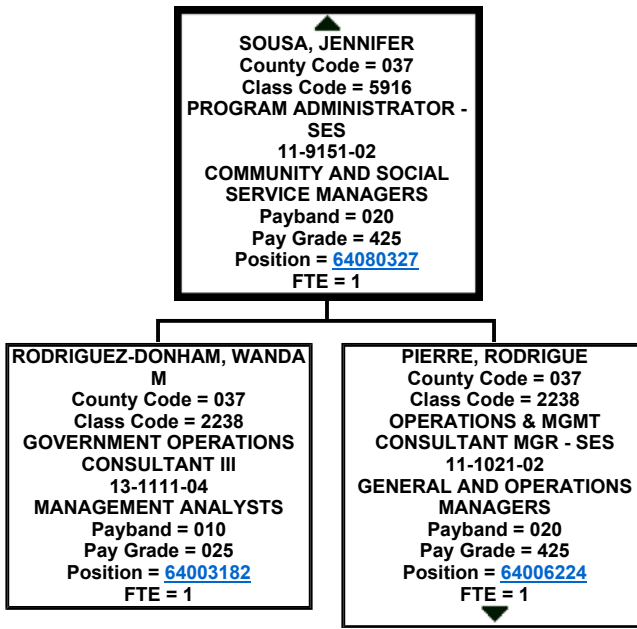 SOUSA, JENNIFER
County Code = 037
Class Code = 5916
PROGRAM ADMINISTRATOR -
SES
11-9151-02
COMMUNITY AND SOCIAL
SERVICE MANAGERS
Payband = 020
Pay Grade = 425
Position = 64080327
FTE = 1
RODRIGUEZ-DONHAM, WANDA
M
County Code = 037
Class Code = 2238
GOVERNMENT OPERATIONS
CONSULTANT III
13-1111-04
MANAGEMENT ANALYSTS
Payband = 010
Pay Grade = 025
Position = 64003182
FTE = 1
PIERRE, RODRIGUE
County Code = 037
Class Code = 2238
OPERATIONS & MGMT
CONSULTANT MGR - SES
11-1021-02
GENERAL AND OPERATIONS
MANAGERS
Payband = 020
Pay Grade = 425
Position = 64006224
FTE = 1